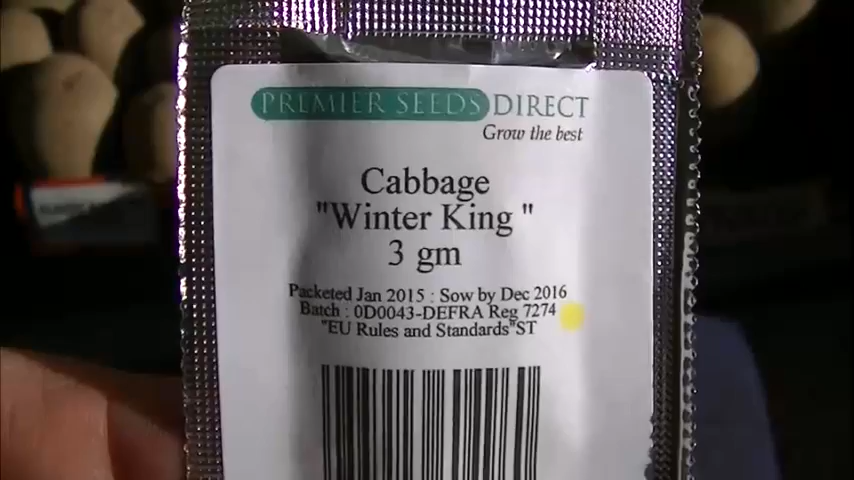 PREMIER SEEDS DIRECT
Grow the best
Cabbage
"Winter King "
3 gm
Packeted Jan 2015 : Sow by Dec 2016
Batch : 0D0043-DEFRA Reg 7274
"EU Rules and Standards"ST